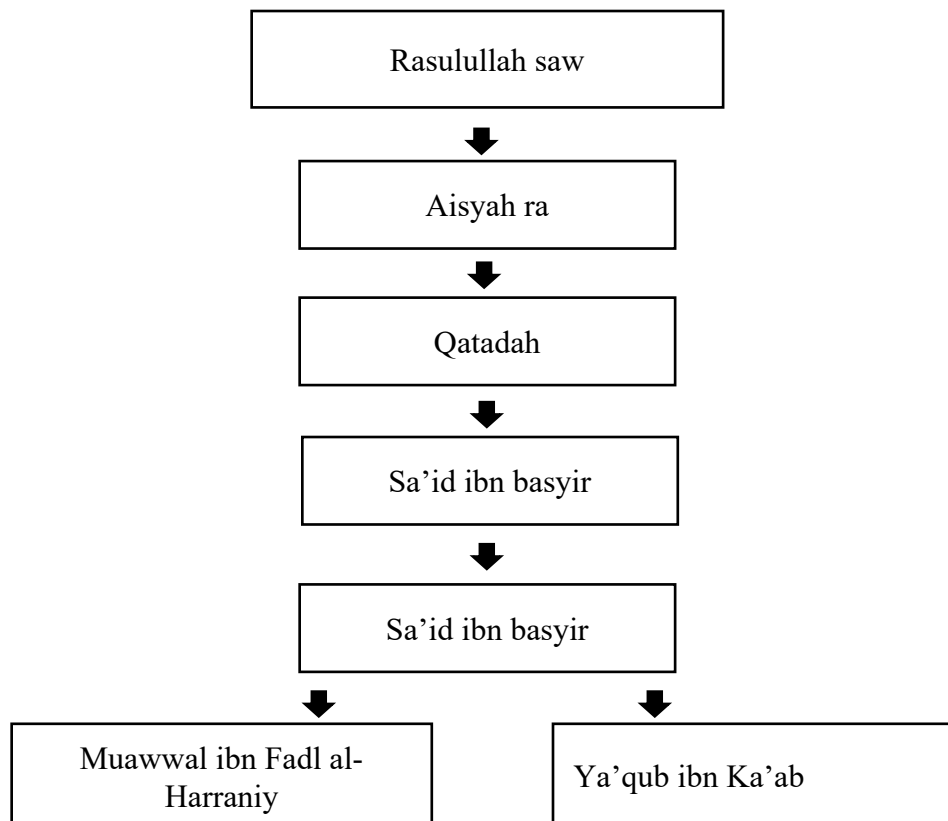 Rasulullah saw
Aisyah ra
Qatadah
Sa’id ibn basyir
Sa’id ibn basyir
Muawwal ibn Fadl al-
Harraniy
Ya’qub ibn Ka’ab